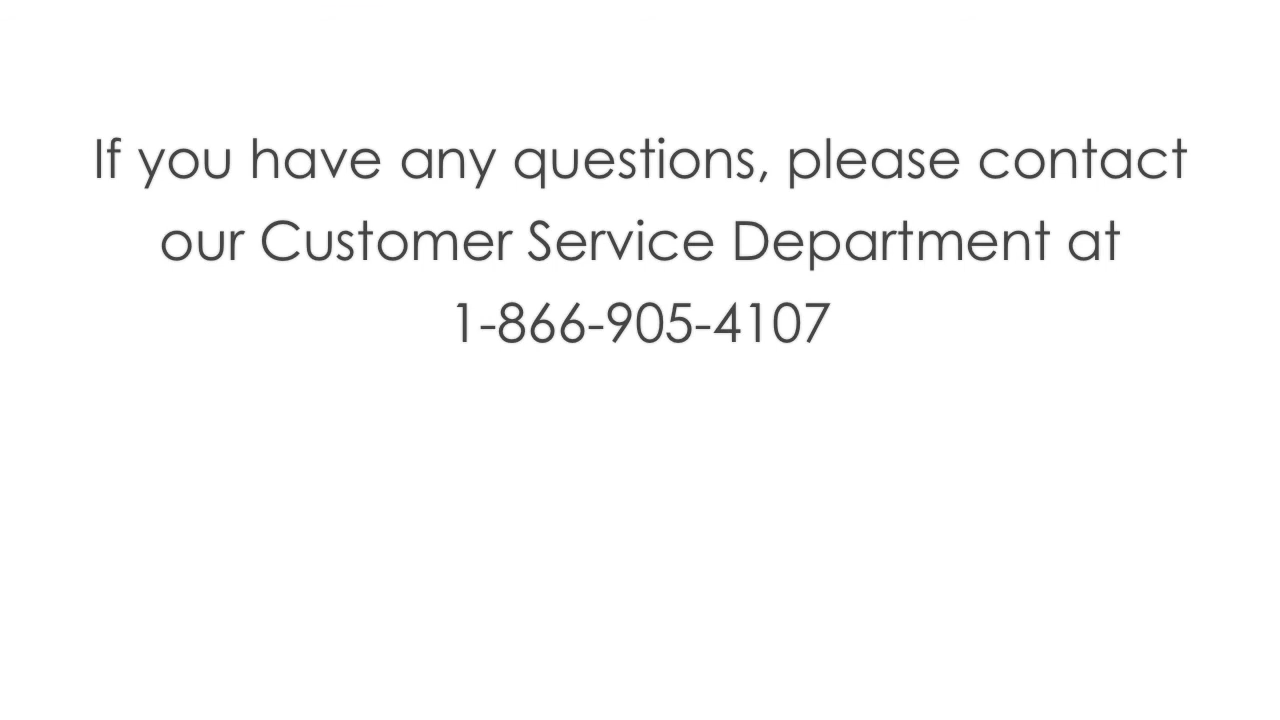 If you have any questions, please contact
our Customer Service Department at
1-866-905-4107